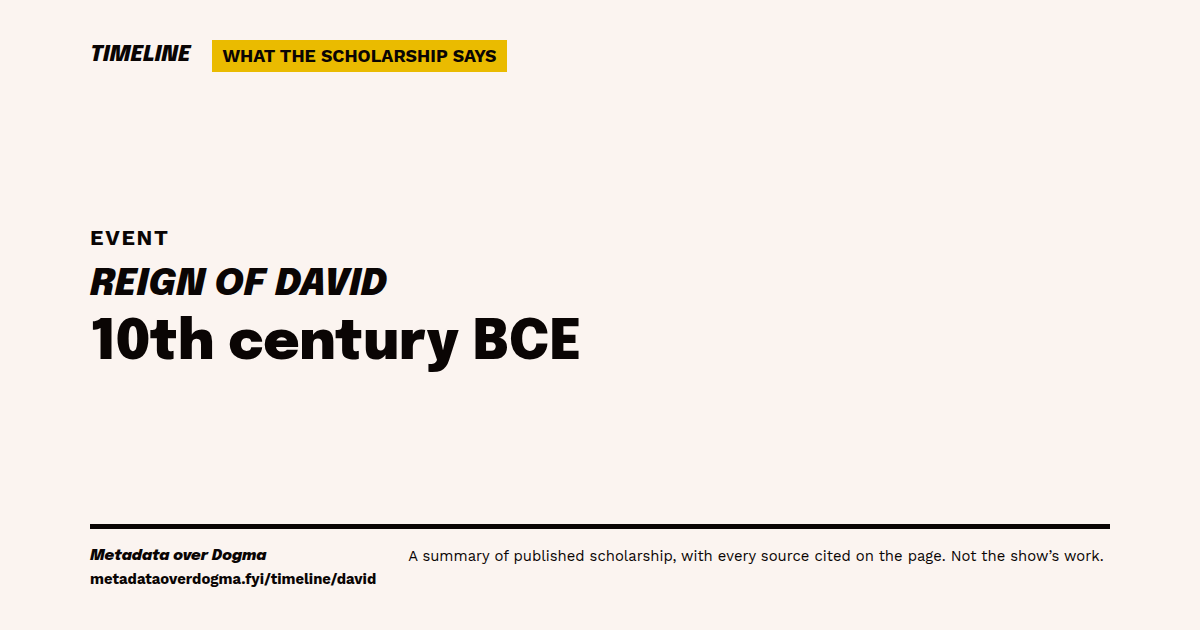 TIMELINE
WHAT THE SCHOLARSHIP SAYS
EVENT
REIGN OF DAVID
10th century BCE
Metadata over Dogma
metadataoverdogma.fyi/timeline/david
A summary of published scholarship, with every source cited on the page. Not the show’s work.